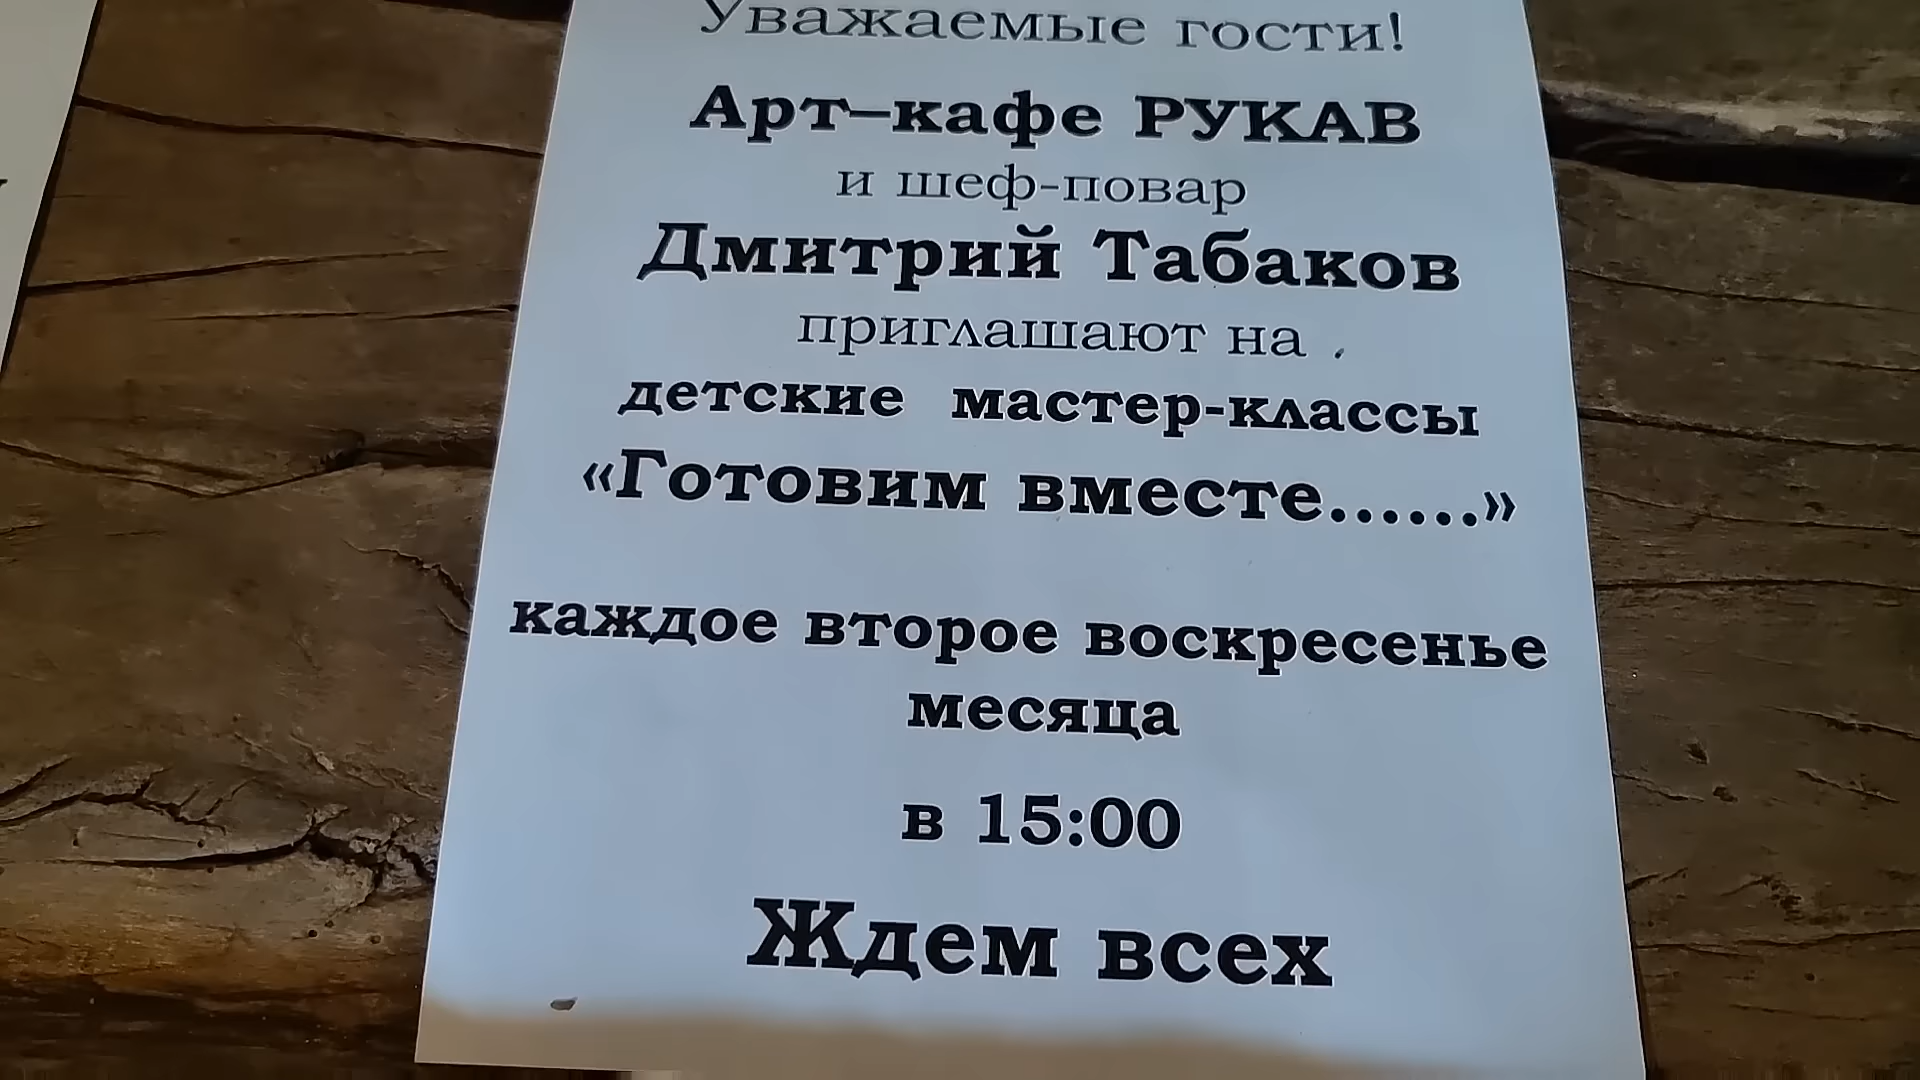 Уважаемые гости!
Арт–кафе РУКАВ
и шеф-повар
Дмитрий Табаков
приглашают на
детские мастер-классы
«Готовим вместе......»
каждое второе воскресенье
месяца
в 15:00
Ждем всех